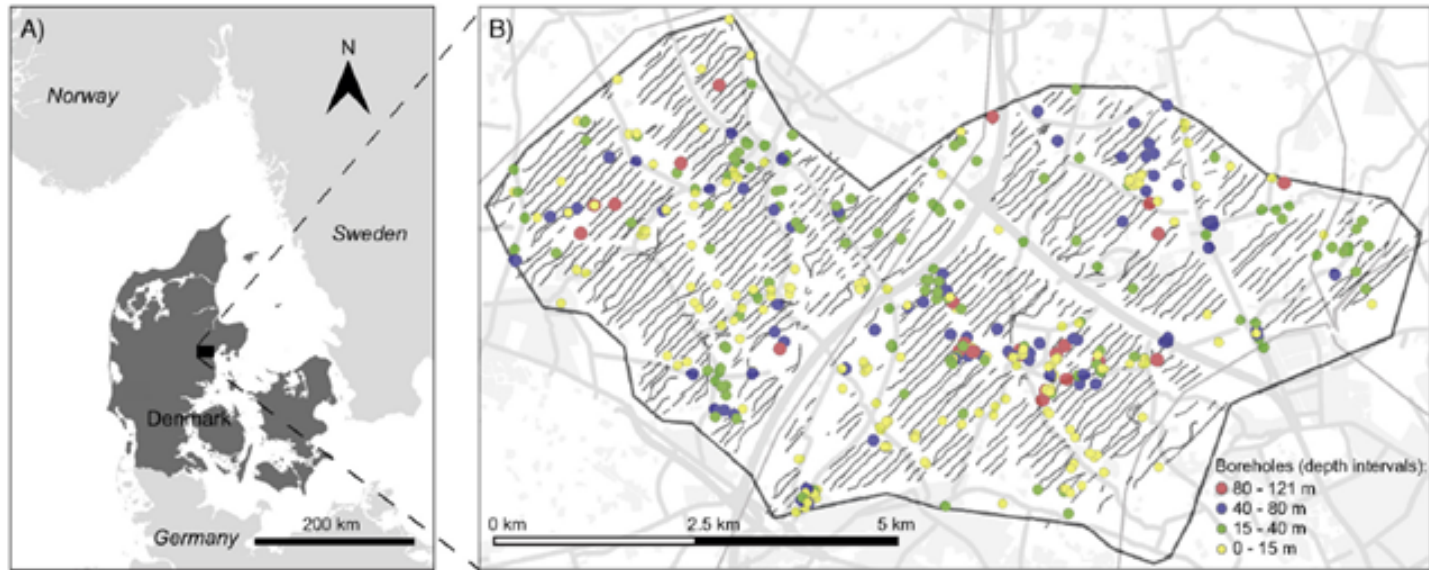 A)
N
Norway
Sweden
Denmark
Germany
200 km
B)
Boreholes (depth intervals):
80 - 121 m
40 - 80 m
15 - 40 m
0 - 15 m
0 km
2.5 km
5 km